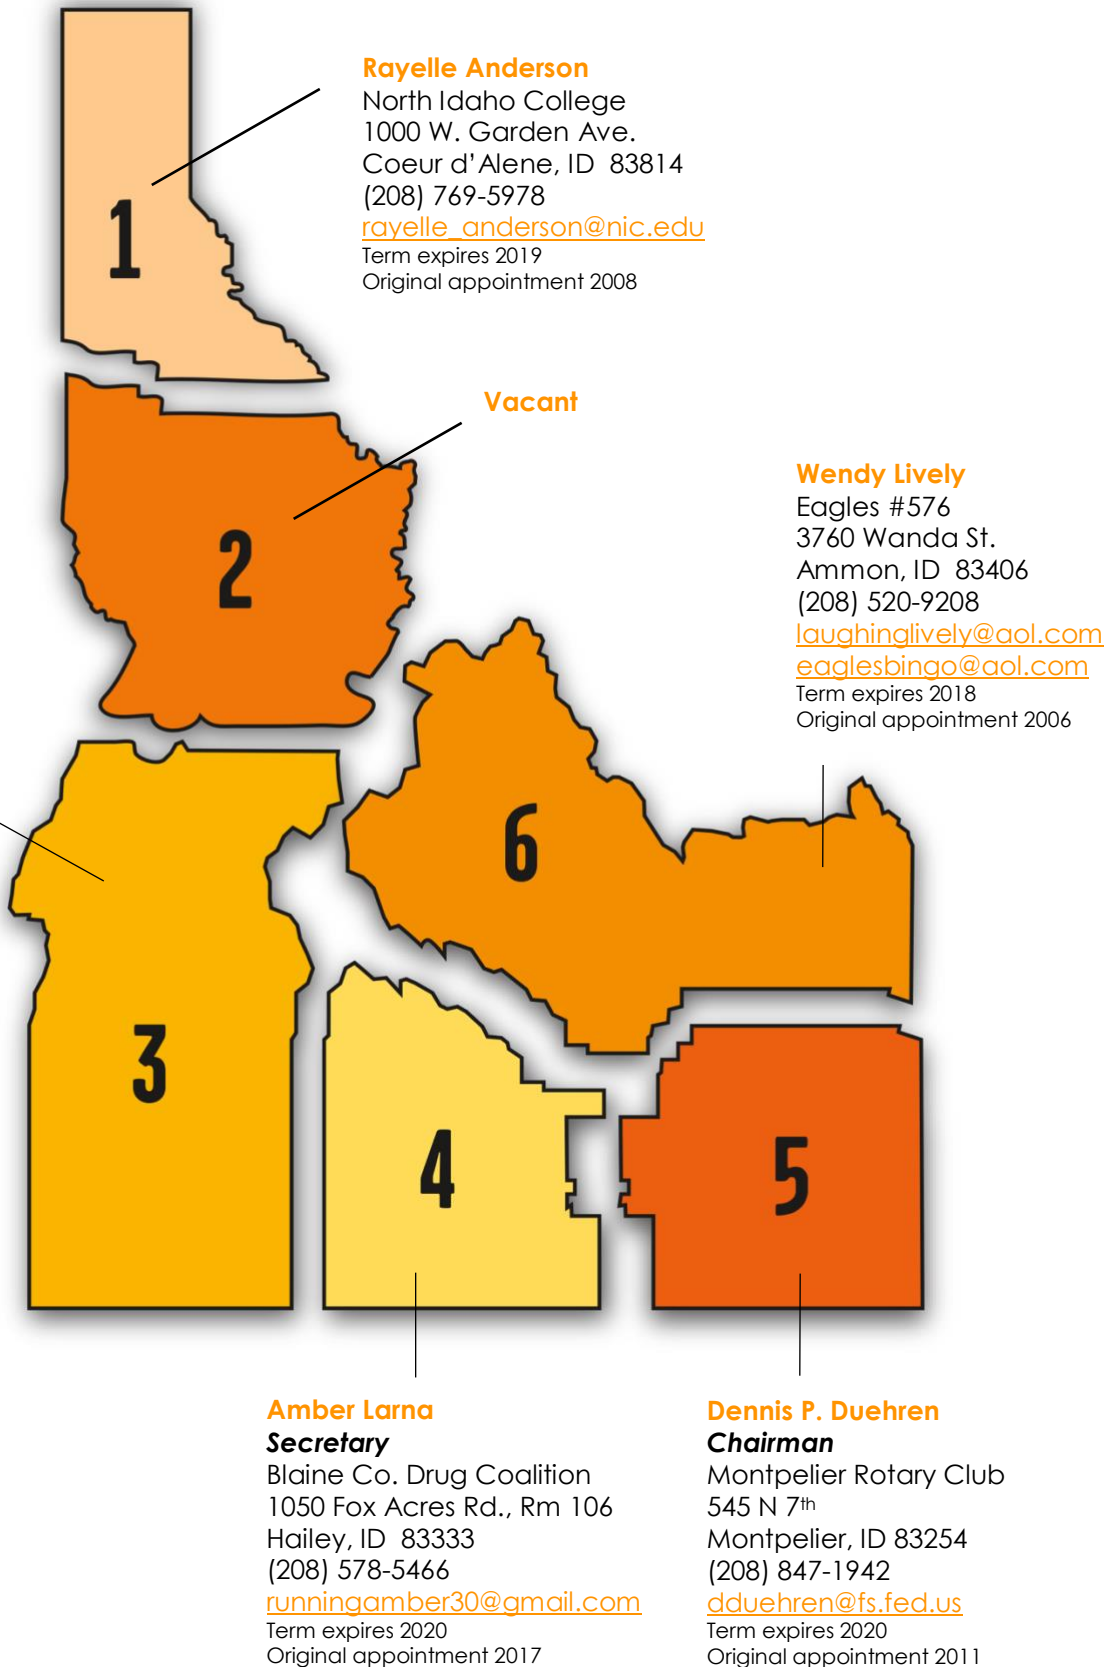 Rayelle Anderson
North Idaho College
1000 W. Garden Ave.
Coeur d’Alene, ID  83814
(208) 769-5978
rayelle_anderson@nic.edu
Term expires 2019
Original appointment 2008
1
Vacant
2
Wendy Lively
Eagles #576
3760 Wanda St.
Ammon, ID  83406
(208) 520-9208
laughinglively@aol.com
eaglesbingo@aol.com
Term expires 2018
Original appointment 2006
6
3
4
5
Amber Larna
Secretary
Blaine Co. Drug Coalition
1050 Fox Acres Rd., Rm 106
Hailey, ID  83333
(208) 578-5466
runningamber30@gmail.com
Term expires 2020
Original appointment 2017
Dennis P. Duehren
Chairman
Montpelier Rotary Club
545 N 7th
Montpelier, ID 83254
(208) 847-1942
dduehren@fs.fed.us
Term expires 2020
Original appointment 2011